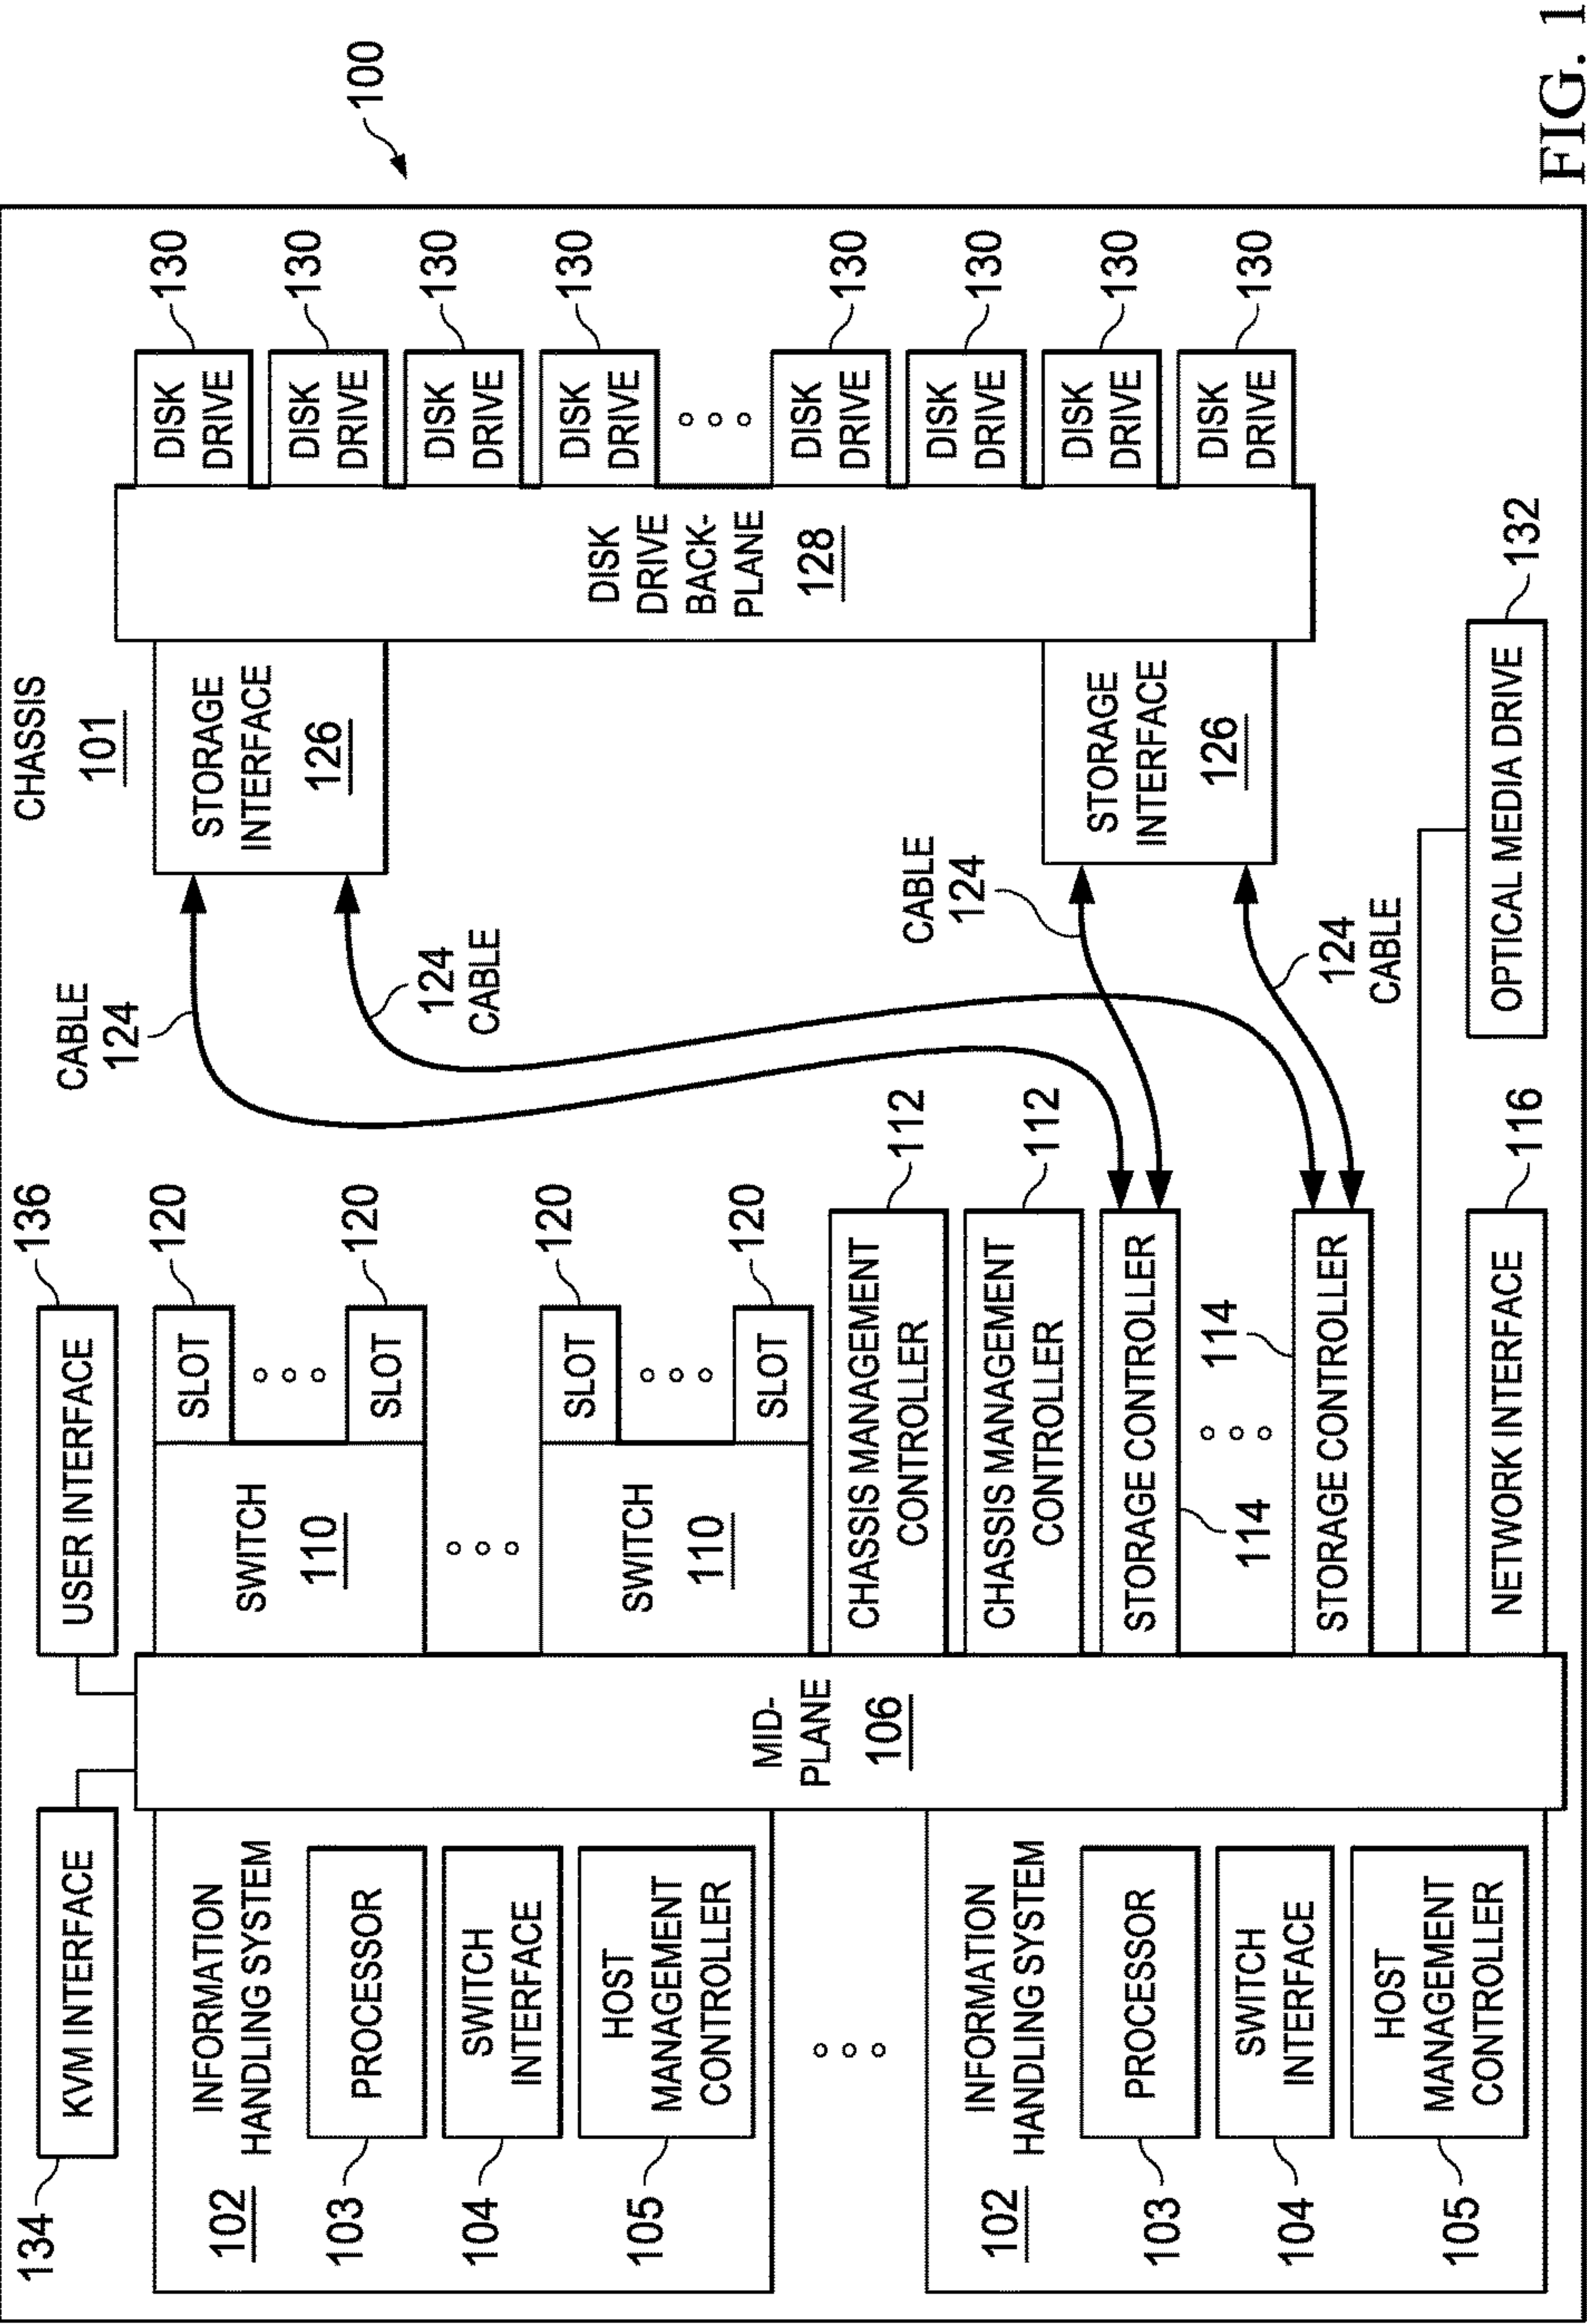 CHASSIS
101
100
134
KVM INTERFACE
USER INTERFACE
136
102
INFORMATION
HANDLING SYSTEM
103
PROCESSOR
104
SWITCH
INTERFACE
105
HOST
MANAGEMENT
CONTROLLER
102
INFORMATION
HANDLING SYSTEM
103
PROCESSOR
104
SWITCH
INTERFACE
105
HOST
MANAGEMENT
CONTROLLER
MID-
PLANE
106
SWITCH
110
SLOT
120
SLOT
120
SWITCH
110
SLOT
120
SLOT
120
CHASSIS MANAGEMENT
CONTROLLER
112
CHASSIS MANAGEMENT
CONTROLLER
112
STORAGE CONTROLLER
114
114
STORAGE CONTROLLER
NETWORK INTERFACE
116
CABLE
124
124
CABLE
CABLE
124
124
CABLE
STORAGE
INTERFACE
126
STORAGE
INTERFACE
126
OPTICAL MEDIA DRIVE
132
DISK
DRIVE
BACK-
PLANE
128
DISK
DRIVE
130
DISK
DRIVE
130
DISK
DRIVE
130
DISK
DRIVE
130
DISK
DRIVE
130
DISK
DRIVE
130
DISK
DRIVE
130
DISK
DRIVE
130
FIG. 1